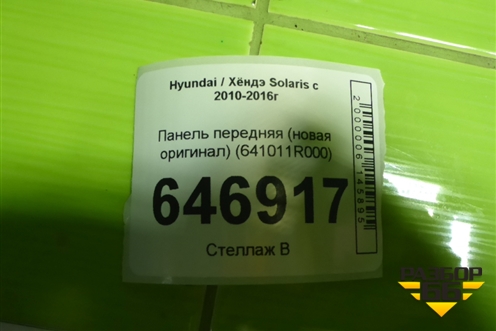 Hyundai / Хёндэ Solaris с
2010-2016г
Панель передняя (новая
оригинал) (641011R000)
646917
Стеллаж В
2000006145895
РАЗБОР